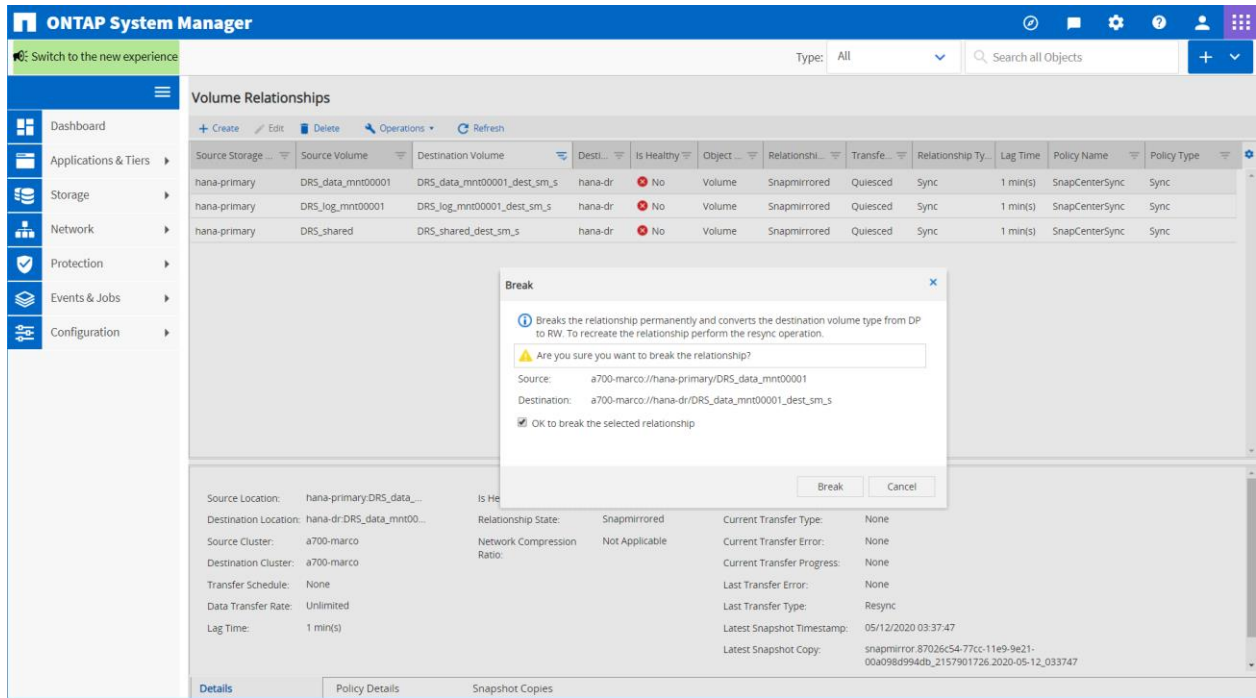 ONTAP System Manager
Switch to the new experience
Type: All
Search all Objects
Volume Relationships
Dashboard
Applications & Tiers
Storage
Network
Protection
Events & Jobs
Configuration
Create Edit Delete Operations Refresh
Source Storage ... Source Volume Destination Volume Desti... Is Healthy Object ... Relationshi... Transfe... Relationship Ty... Lag Time Policy Name Policy Type
hana-primary DRS_data_mnt00001 DRS_data_mnt00001_dest_sm_s hana-dr No Volume Snapmirrored Quiesced Sync 1 min(s) SnapCenterSync Sync
hana-primary DRS_log_mnt00001 DRS_log_mnt00001_dest_sm_s hana-dr No Volume Snapmirrored Quiesced Sync 1 min(s) SnapCenterSync Sync
hana-primary DRS_shared DRS_shared_dest_sm_s hana-dr No Volume Snapmirrored Quiesced Sync 1 min(s) SnapCenterSync Sync
Break
Breaks the relationship permanently and converts the destination volume type from DP
to RW. To recreate the relationship perform the resync operation.
Are you sure you want to break the relationship?
Source: a700-marco://hana-primary/DRS_data_mnt00001
Destination: a700-marco://hana-dr/DRS_data_mnt00001_dest_sm_s
OK to break the selected relationship
Break Cancel
Source Location: hana-primary:DRS_data_... Is He
Destination Location: hana-dr:DRS_data_mnt00... Relationship State: Snapmirrored Current Transfer Type: None
Source Cluster: a700-marco Network Compression Not Applicable Current Transfer Error: None
Ratio:
Destination Cluster: a700-marco Current Transfer Progress: None
Transfer Schedule: None Last Transfer Error: None
Data Transfer Rate: Unlimited Last Transfer Type: Resync
Lag Time: 1 min(s) Latest Snapshot Timestamp: 05/12/2020 03:37:47
Latest Snapshot Copy: snapmirror.87026c54-77cc-11e9-9e21-
00a098d994db_2157901726.2020-05-12_033747
Details Policy Details Snapshot Copies